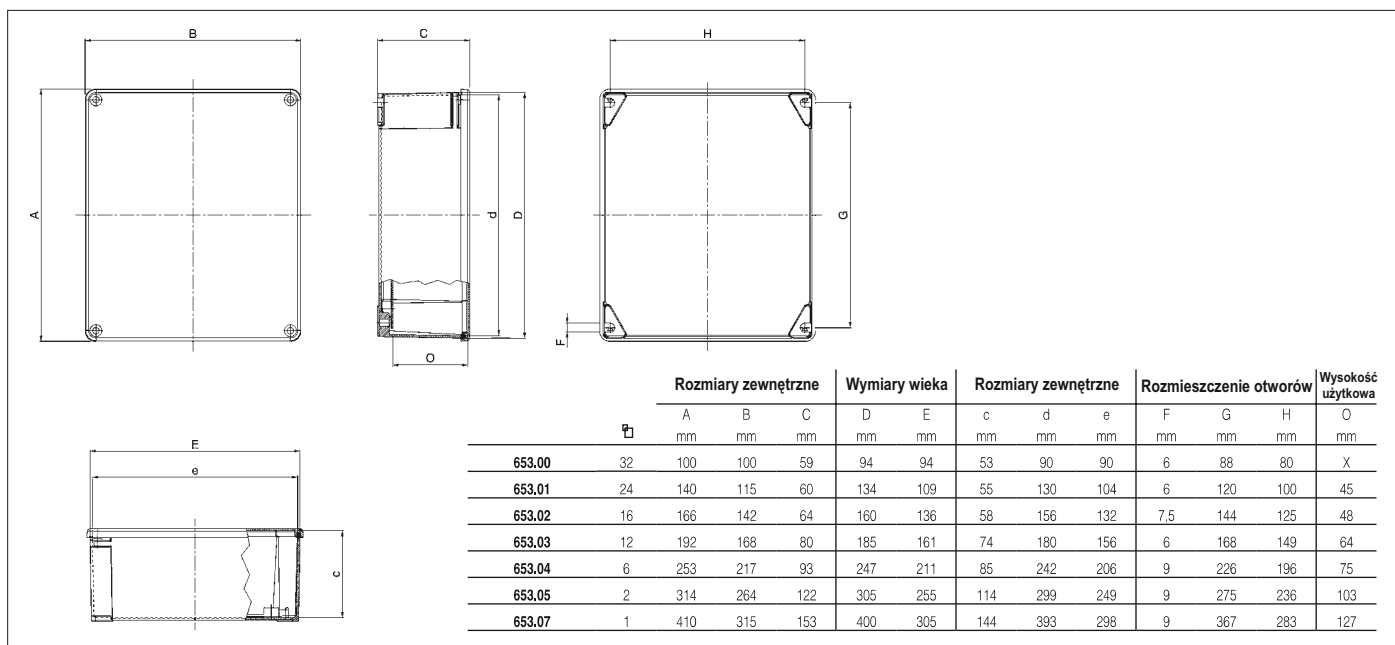 B
C
H
A
d
D
G
F
O
E
e
c
Rozmiary zewnętrzne Wymiary wieka Rozmiary zewnętrzne Rozmieszczenie otworów Wysokość użytkowa
A B C D E c d e F G H O
mm mm mm mm mm mm mm mm mm mm mm mm
653.00 32 100 100 59 94 94 53 90 90 6 88 80 X
653.01 24 140 115 60 134 109 55 130 104 6 120 100 45
653.02 16 166 142 64 160 136 58 156 132 7,5 144 125 48
653.03 12 192 168 80 185 161 74 180 156 6 168 149 64
653.04 6 253 217 93 247 211 85 242 206 9 226 196 75
653.05 2 314 264 122 305 255 114 299 249 9 275 236 103
653.07 1 410 315 153 400 305 144 393 298 9 367 283 127